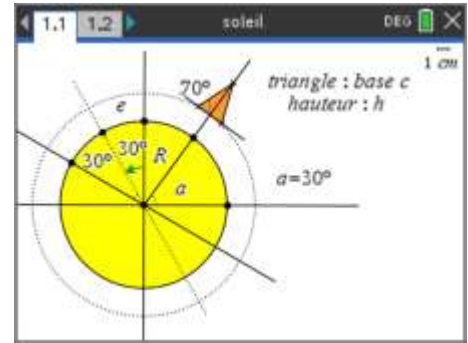 1.1 1.2 soleil DEG
1 cm
70° triangle : base c
hauteur : h
e
30° 30° R
a
a=30°